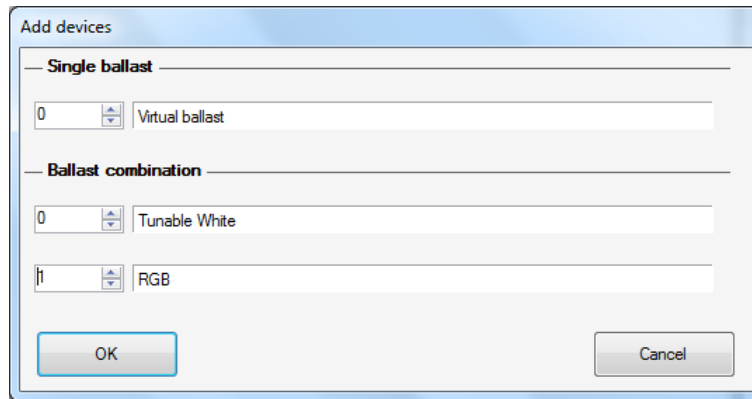 Add devices
Single ballast
0 Virtual ballast
Ballast combination
0 Tunable White
1 RGB
OK Cancel